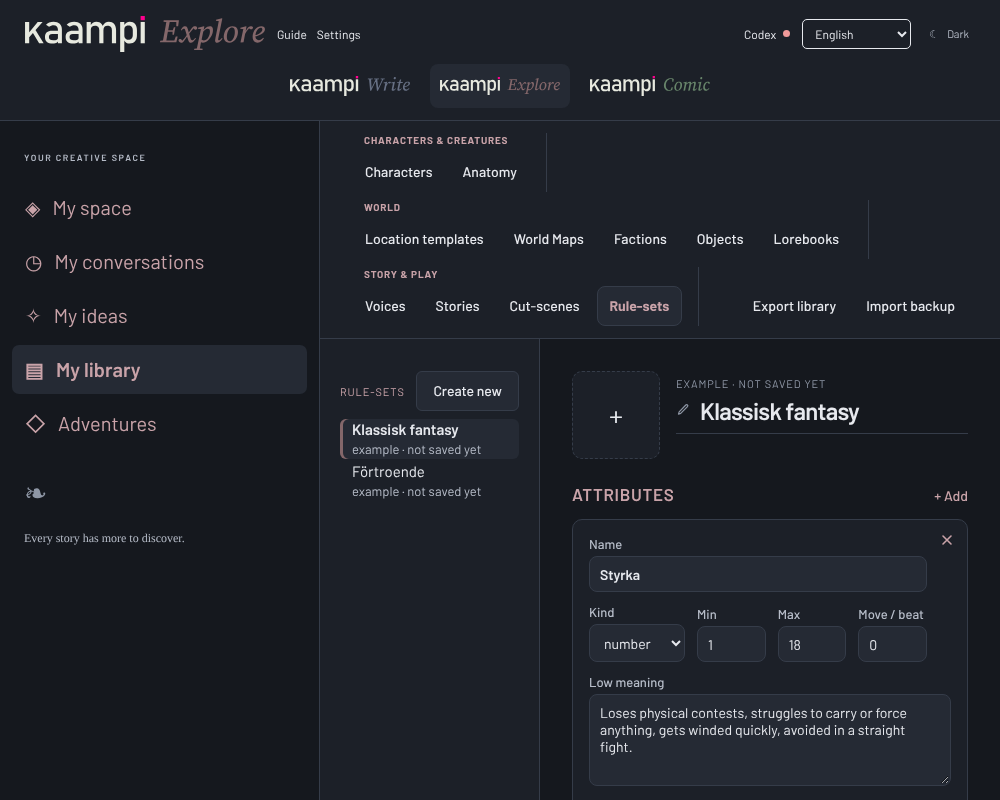 kaampi Explore Guide Settings Codex English Dark
kaampi Write kaampi Explore kaampi Comic
YOUR CREATIVE SPACE
My space
My conversations
My ideas
My library
Adventures
Every story has more to discover.
CHARACTERS & CREATURES
Characters Anatomy
WORLD
Location templates World Maps Factions Objects Lorebooks
STORY & PLAY
Voices Stories Cut-scenes Rule-sets Export library Import backup
RULE-SETS Create new
Klassisk fantasy
example · not saved yet
Förtroende
example · not saved yet
+
EXAMPLE · NOT SAVED YET
Klassisk fantasy
ATTRIBUTES + Add
Name
Styrka
Kind Min Max Move / beat
number 1 18 0
Low meaning
Loses physical contests, struggles to carry or force
anything, gets winded quickly, avoided in a straight
fight.